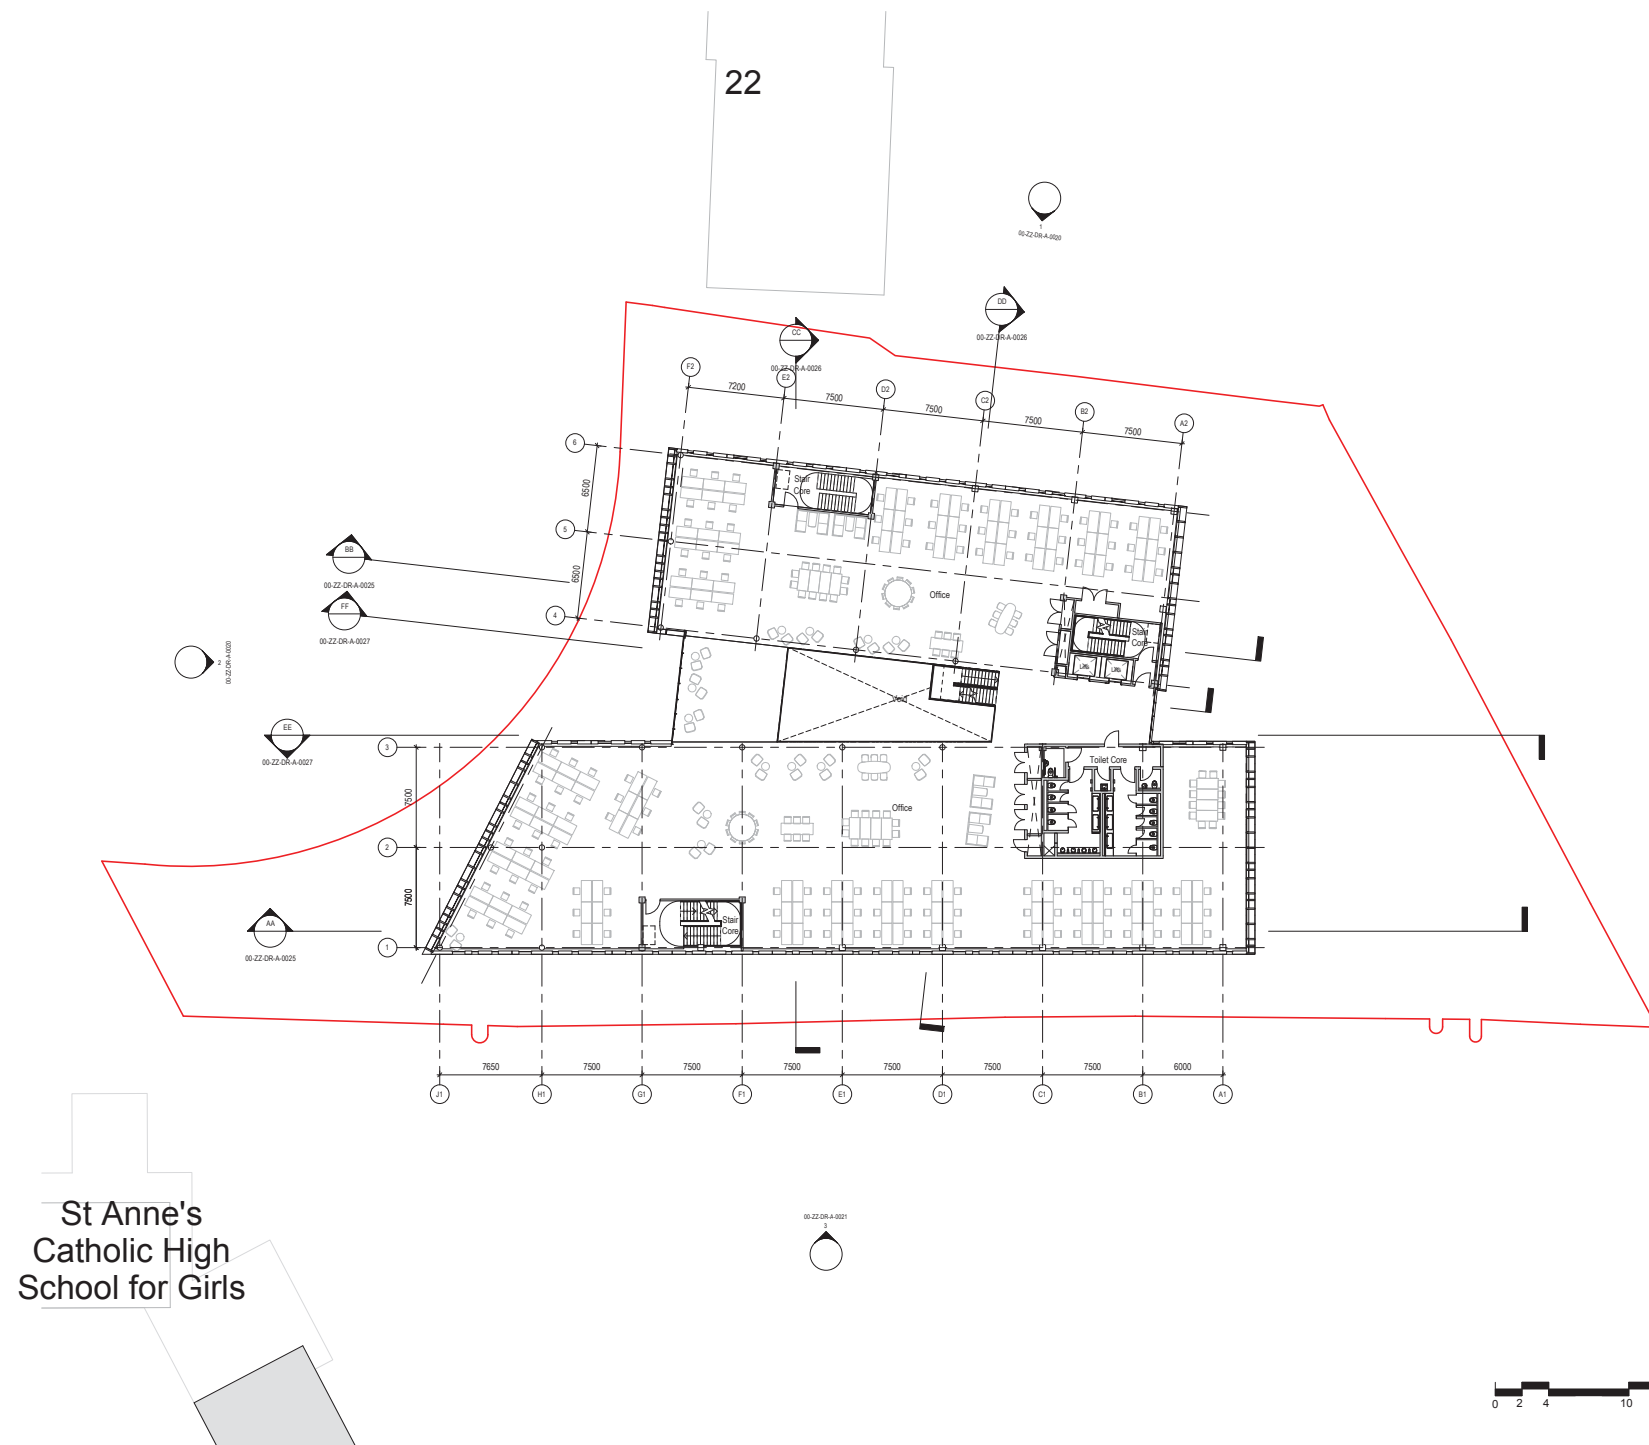 22
1
00-ZZ-DR-A-0020
DD
00-ZZ-DR-A-0026
CC
00-ZZ-DR-A-0026
F2
E2
D2
C2
B2
A2
7200
7500
7500
7500
7500
6
5
4
6500
6500
Stair
Core
Office
Stair
Core
Void
BB
00-ZZ-DR-A-0025
FF
00-ZZ-DR-A-0027
2
00-ZZ-DR-A-0020
EE
00-ZZ-DR-A-0027
3
2
1
7500
7500
Toilet Core
Office
Stair
Core
AA
00-ZZ-DR-A-0025
7650
7500
7500
7500
7500
7500
7500
6000
J1
H1
G1
F1
E1
D1
C1
B1
A1
St Anne's
Catholic High
School for Girls
00-ZZ-DR-A-0021
3
0 2 4 10